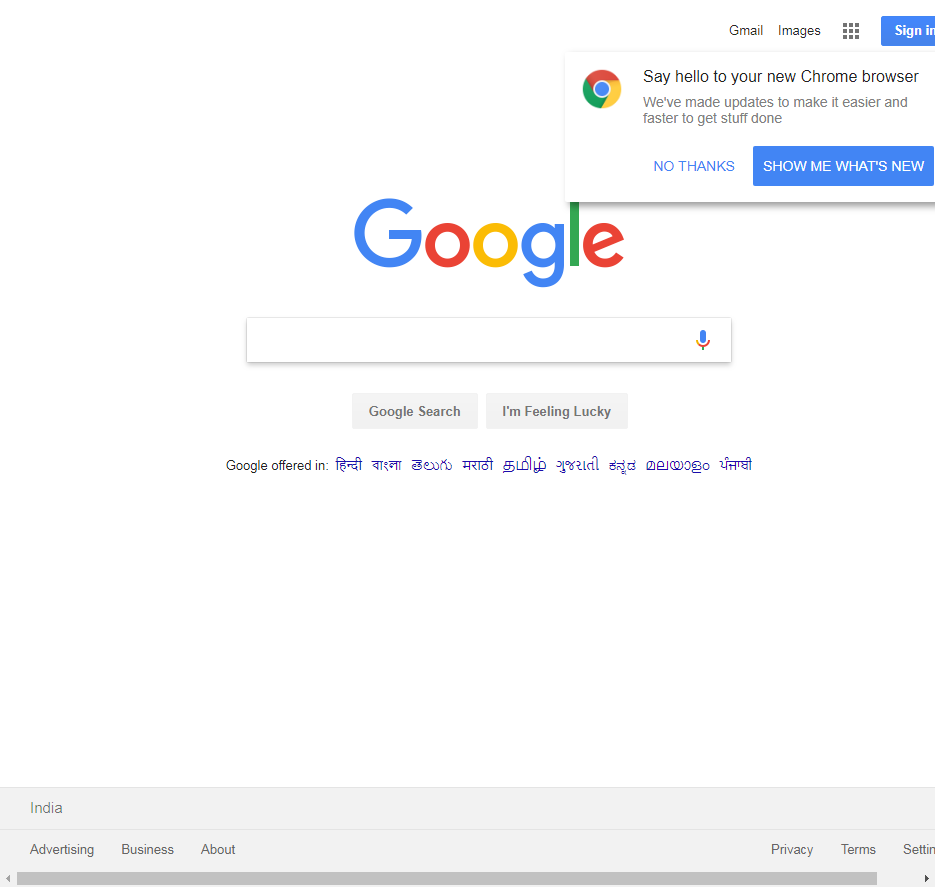 Gmail Images Sign in
Say hello to your new Chrome browser
We've made updates to make it easier and
faster to get stuff done
NO THANKS SHOW ME WHAT'S NEW
Google
Google Search I'm Feeling Lucky
Google offered in: हिन्दी বাংলা తెలుగు मराठी தமிழ் ગુજરાતી ಕನ್ನಡ മലയാളം ਪੰਜਾਬੀ
India
Advertising Business About Privacy Terms Settin